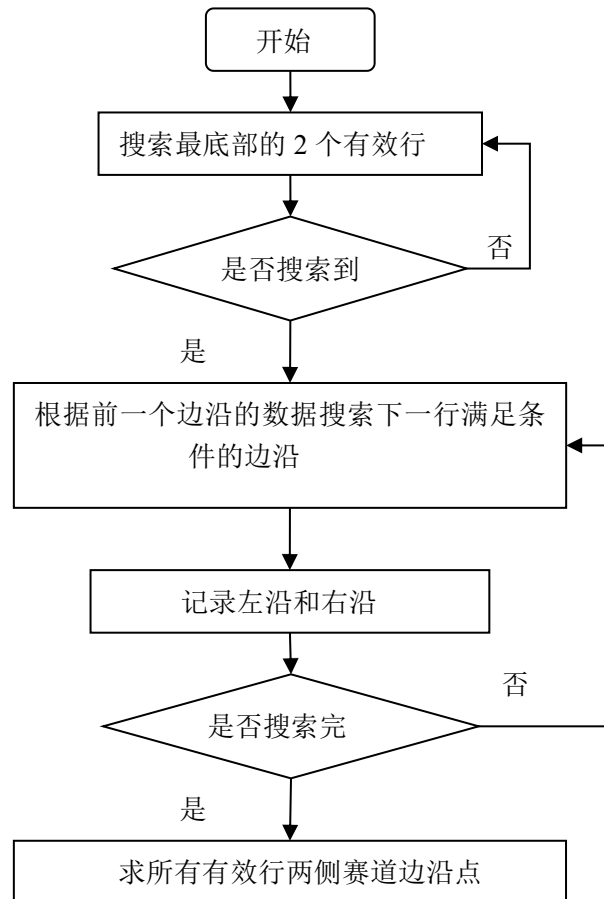 开始
搜索最底部的 2 个有效行
否
是否搜索到
是
根据前一个边沿的数据搜索下一行满足条
件的边沿
记录左沿和右沿
否
是否搜索完
是
求所有有效行两侧赛道边沿点